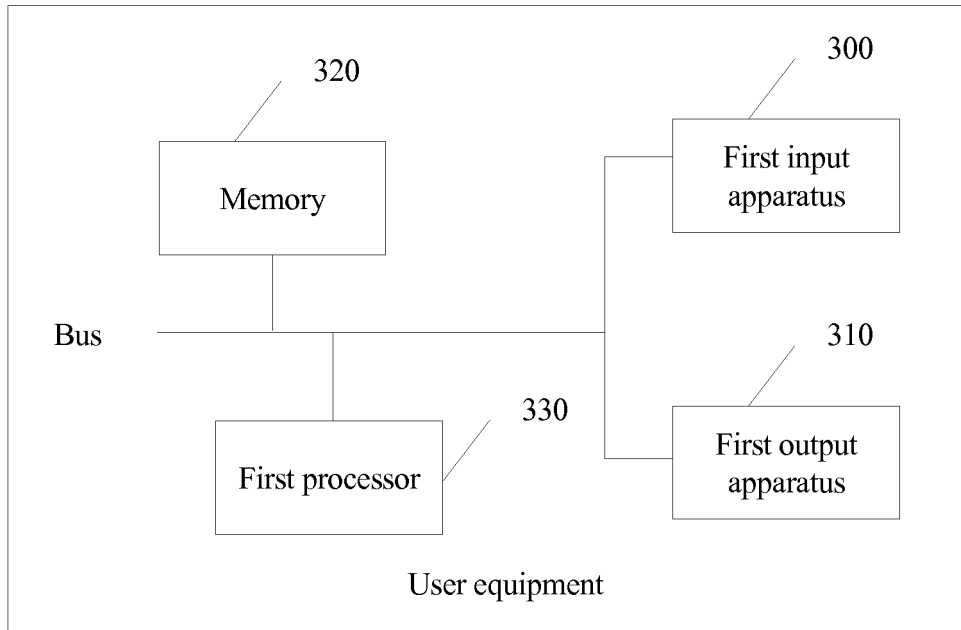 320
300
Memory
First input
apparatus
Bus
310
330
First processor
First output
apparatus
User equipment